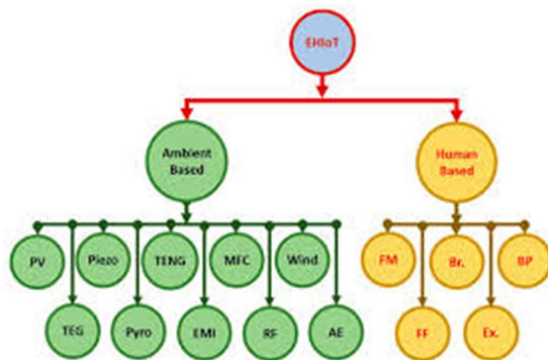 EHIoT
Ambient
Based
Human
Based
PV
Piezo
TENG
MFC
Wind
FM
Br.
BP
TEG
Pyro
EMI
RF
AE
FF
Ex.